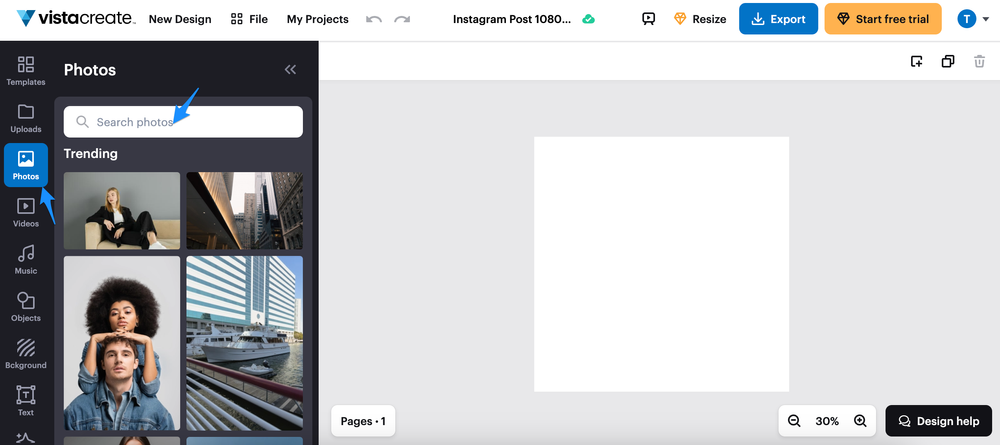 vistacreate™ New Design File My Projects Instagram Post 1080... Resize Export Start free trial T
Templates
Uploads
Photos
Videos
Music
Objects
Bckground
Text
Photos
Search photos
Trending
Pages • 1
30%
Design help